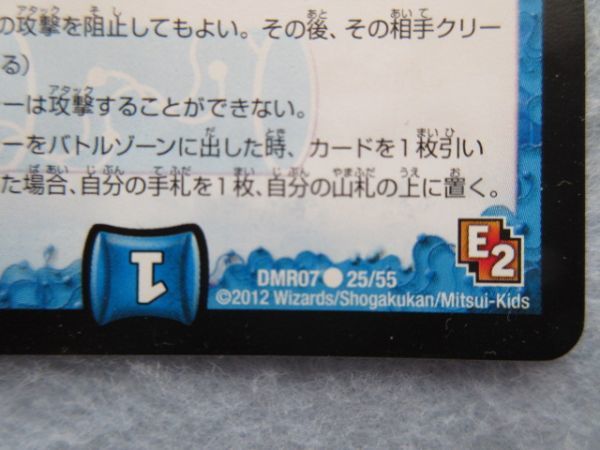 の攻撃を阻止してもよい。その後、その相手クリー
る)
ーは攻撃することができない。
ーをバトルゾーンに出した時、カードを1枚引い
た場合、自分の手札を1枚、自分の山札の上に置く。
1
E2
DMR07 ● 25/55
©2012 Wizards/Shogakukan/Mitsui-Kids